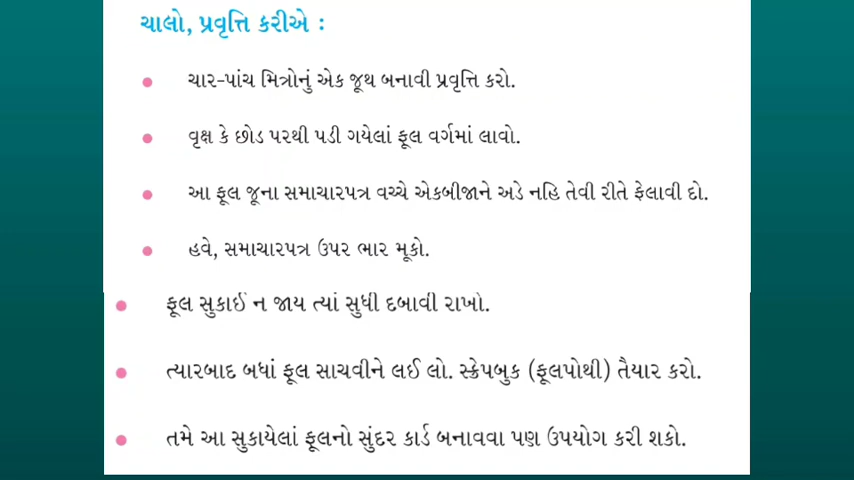 ચાલો, પ્રવૃત્તિ કરીએ :
• ચાર-પાંચ મિત્રોનું એક જૂથ બનાવી પ્રવૃત્તિ કરો.
• વૃક્ષ કે છોડ પરથી પડી ગયેલાં ફૂલ વર્ગમાં લાવો.
• આ ફૂલ જૂના સમાચારપત્ર વચ્ચે એકબીજાને અડે નહિ તેવી રીતે ફેલાવી દો.
• હવે, સમાચારપત્ર ઉપર ભાર મૂકો.
• ફૂલ સુકાઈ ન જાય ત્યાં સુધી દબાવી રાખો.
• ત્યારબાદ બધાં ફૂલ સાચવીને લઈ લો. સ્ક્રેપબુક (ફૂલપોથી) તૈયાર કરો.
• તમે આ સુકાયેલાં ફૂલનો સુંદર કાર્ડ બનાવવા પણ ઉપયોગ કરી શકો.